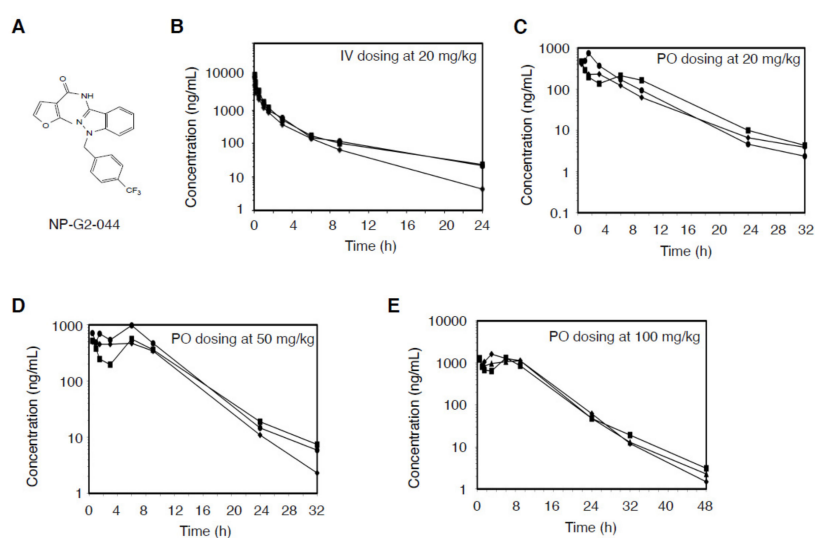 A
O
NH
N
N
O
CF3
NP-G2-044
B
IV dosing at 20 mg/kg
Concentration (ng/mL)
10000
1000
100
10
1
0 4 8 12 16 20 24
Time (h)
C
PO dosing at 20 mg/kg
Concentration (ng/mL)
1000
100
10
1
0.1
0 4 8 12 16 20 24 28 32
Time (h)
D
PO dosing at 50 mg/kg
Concentration (ng/mL)
1000
100
10
1
0 4 8 12 16 20 24 28 32
Time (h)
E
PO dosing at 100 mg/kg
Concentration (ng/mL)
10000
1000
100
10
1
0 8 16 24 32 40 48
Time (h)